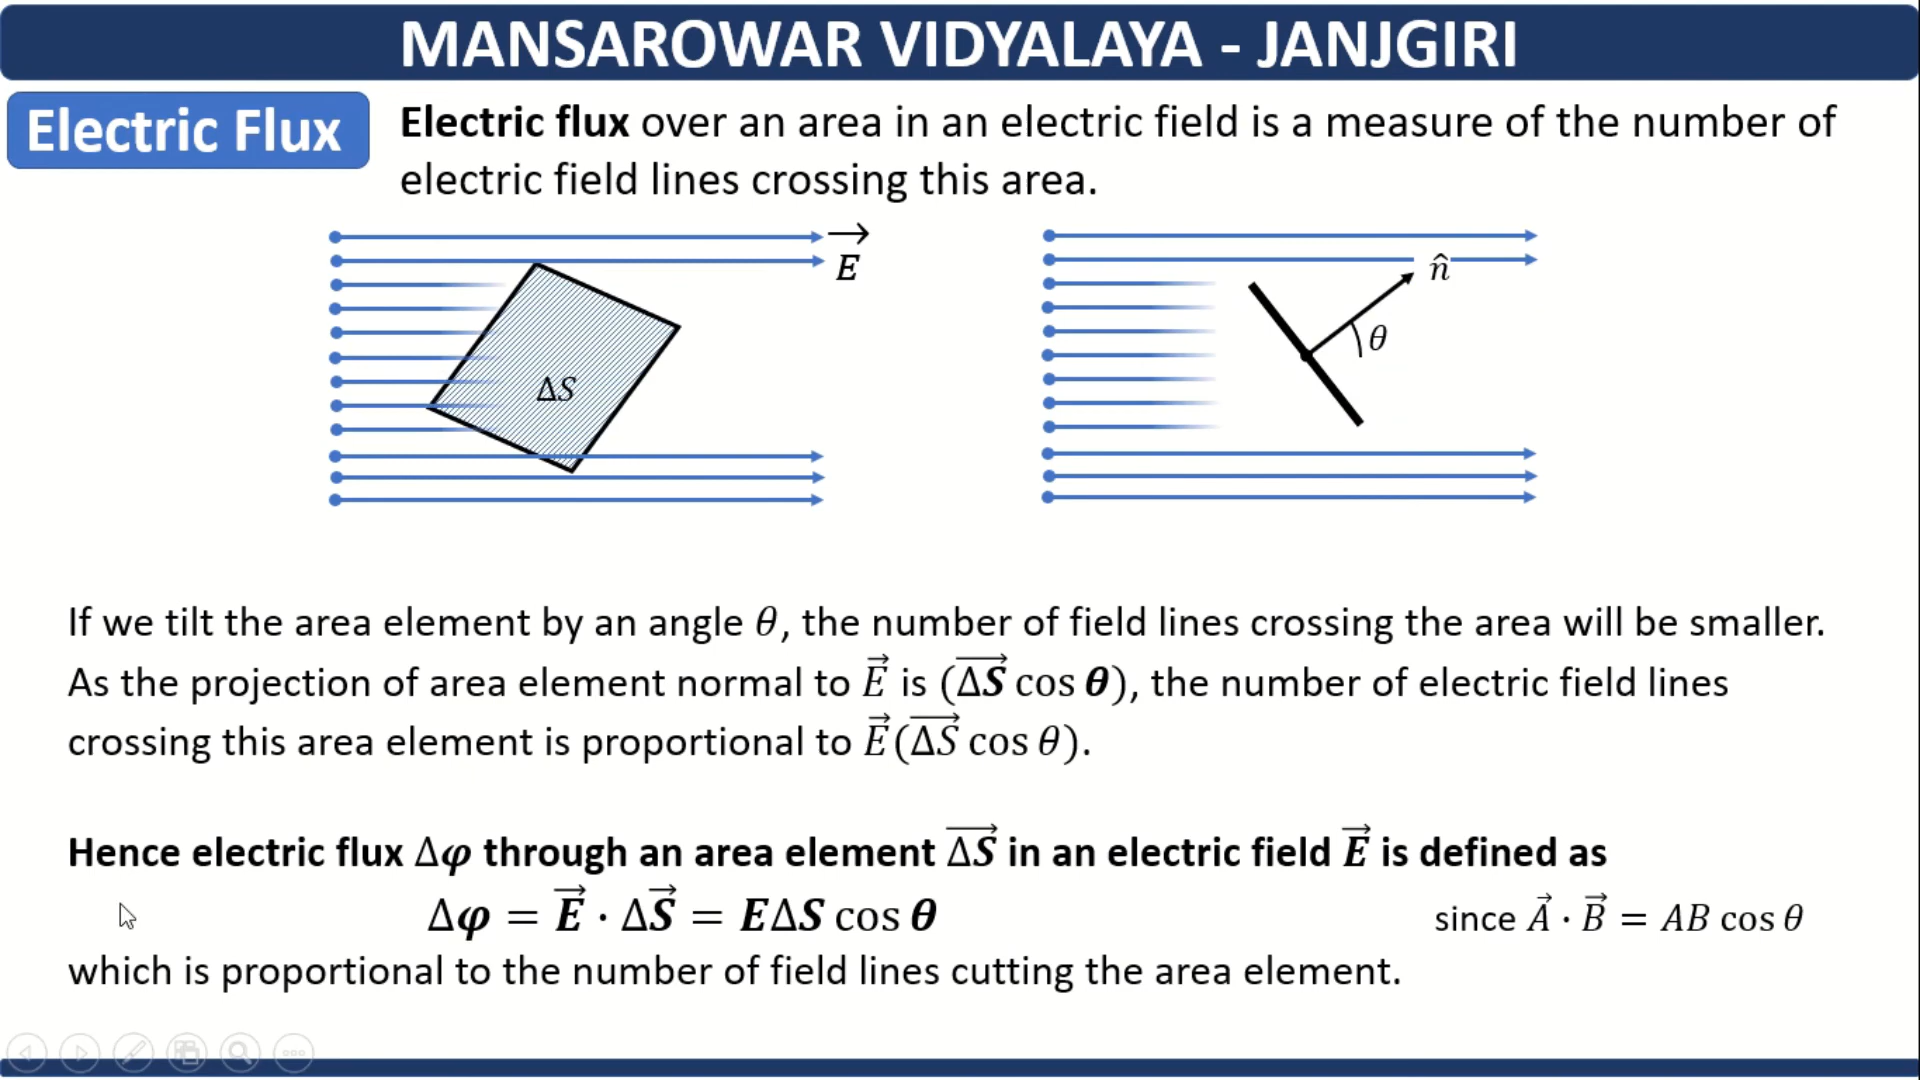 MANSAROWAR VIDYALAYA - JANJGIRI
Electric Flux
Electric flux over an area in an electric field is a measure of the number of
electric field lines crossing this area.
E⃗
ΔS
n̂
θ
If we tilt the area element by an angle θ, the number of field lines crossing the area will be smaller.
As the projection of area element normal to E⃗ is (ΔS⃗ cos θ), the number of electric field lines
crossing this area element is proportional to E⃗(ΔS⃗ cos θ).
Hence electric flux Δφ through an area element ΔS⃗ in an electric field E⃗ is defined as
Δφ = E⃗ · ΔS⃗ = EΔS cos θ
since A⃗ · B⃗ = AB cos θ
which is proportional to the number of field lines cutting the area element.